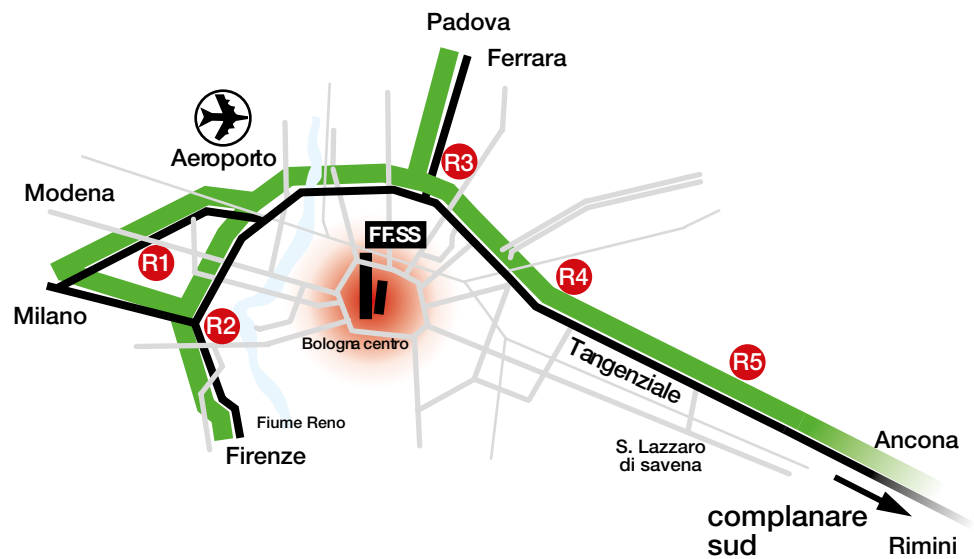 Padova
Ferrara
Aeroporto
R3
Modena
FF.SS
R1
R4
Milano
R2
Bologna centro
Tangenziale
R5
Fiume Reno
Firenze
S. Lazzaro
di savena
Ancona
complanare
sud
Rimini